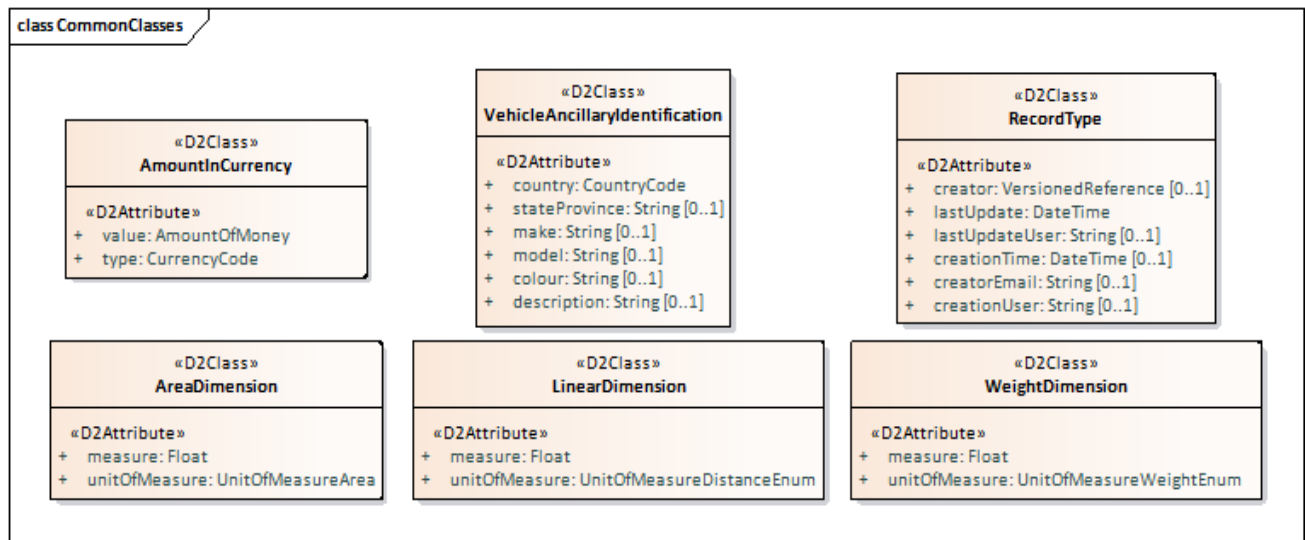 class CommonClasses
«D2Class»
AmountInCurrency
«D2Attribute»
+ value: AmountOfMoney
+ type: CurrencyCode
«D2Class»
VehicleAncillaryIdentification
«D2Attribute»
+ country: CountryCode
+ stateProvince: String [0..1]
+ make: String [0..1]
+ model: String [0..1]
+ colour: String [0..1]
+ description: String [0..1]
«D2Class»
RecordType
«D2Attribute»
+ creator: VersionedReference [0..1]
+ lastUpdate: DateTime
+ lastUpdateUser: String [0..1]
+ creationTime: DateTime [0..1]
+ creatorEmail: String [0..1]
+ creationUser: String [0..1]
«D2Class»
AreaDimension
«D2Attribute»
+ measure: Float
+ unitOfMeasure: UnitOfMeasureArea
«D2Class»
LinearDimension
«D2Attribute»
+ measure: Float
+ unitOfMeasure: UnitOfMeasureDistanceEnum
«D2Class»
WeightDimension
«D2Attribute»
+ measure: Float
+ unitOfMeasure: UnitOfMeasureWeightEnum